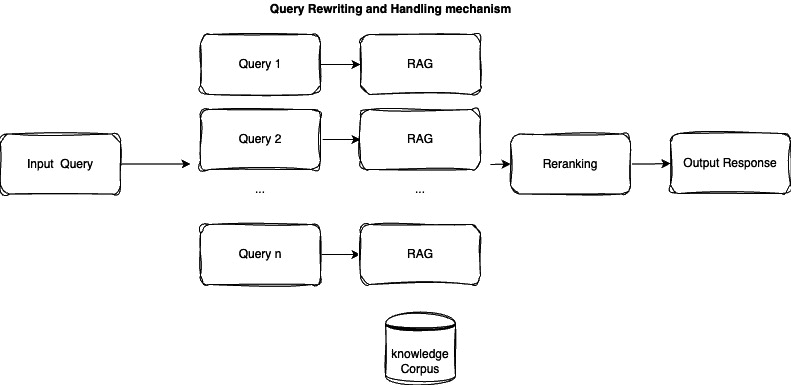 Query Rewriting and Handling mechanism
Query 1
RAG
Query 2
RAG
Input Query
Reranking
Output Response
...
...
Query n
RAG
knowledge
Corpus